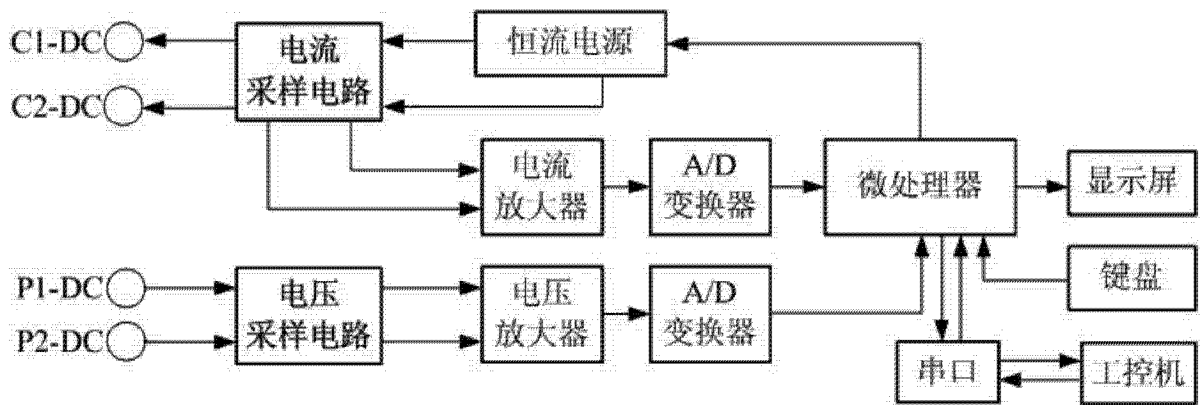 C1-DC
C2-DC
电流
采样电路
恒流电源
电流
放大器
A/D
变换器
微处理器
显示屏
键盘
P1-DC
P2-DC
电压
采样电路
电压
放大器
A/D
变换器
串口
工控机